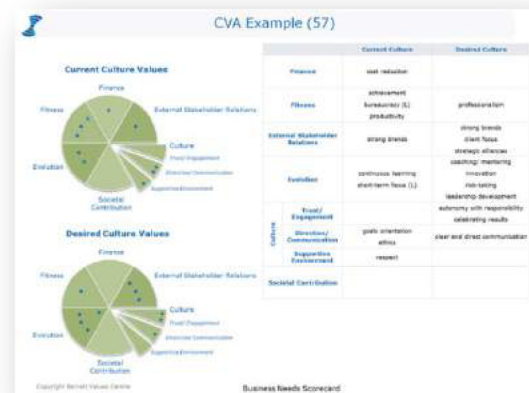 CVA Example (57)
Current Culture Values
Finance
Fitness
External Stakeholder Relations
Culture
Trust/ Engagement
Direction/ Communication
Supportive Environment
Evolution
Societal
Contribution
Desired Culture Values
Finance
Fitness
External Stakeholder Relations
Culture
Trust/ Engagement
Direction/ Communication
Supportive Environment
Evolution
Societal
Contribution
Current Culture Desired Culture
Finance cost reduction
Fitness
achievement
bureaucracy (L)
productivity
professionalism
External Stakeholder
Relations
strong brands
strong brands
client focus
strategic alliances
Evolution
continuous learning
short-term focus (L)
coaching/ mentoring
innovation
risk-taking
leadership development
Culture
Trust/
Engagement
autonomy with responsibility
celebrating results
Direction/
Communication
goals orientation
ethics
clear and direct communication
Supportive
Environment
respect
Societal Contribution
Copyright Barrett Values Centre
Business Needs Scorecard